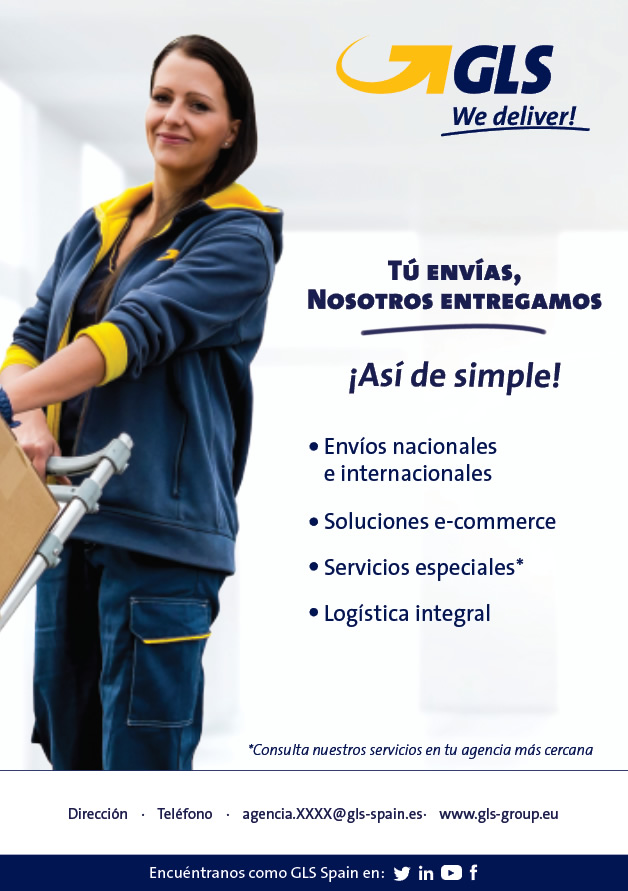 GLS
We deliver!
TÚ ENVÍAS,
NOSOTROS ENTREGAMOS
¡Así de simple!
• Envíos nacionales
e internacionales
• Soluciones e-commerce
• Servicios especiales*
• Logística integral
*Consulta nuestros servicios en tu agencia más cercana
Dirección · Teléfono · agencia.XXXX@gls-spain.es· www.gls-group.eu
Encuéntranos como GLS Spain en: